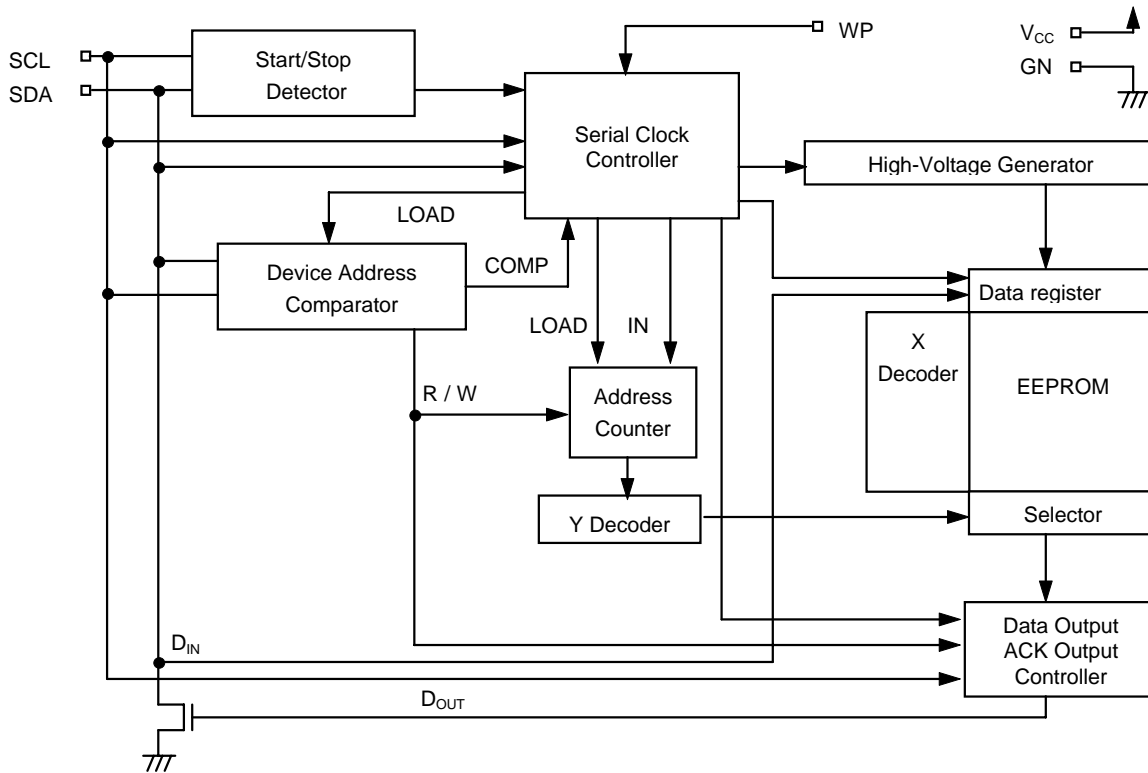 SCL
SDA
Start/Stop
Detector
WP
VCC
GN
Serial Clock
Controller
High-Voltage Generator
LOAD
Device Address
Comparator
COMP
LOAD
IN
Data register
X
Decoder
EEPROM
R / W
Address
Counter
Y Decoder
Selector
Data Output
ACK Output
Controller
DIN
DOUT